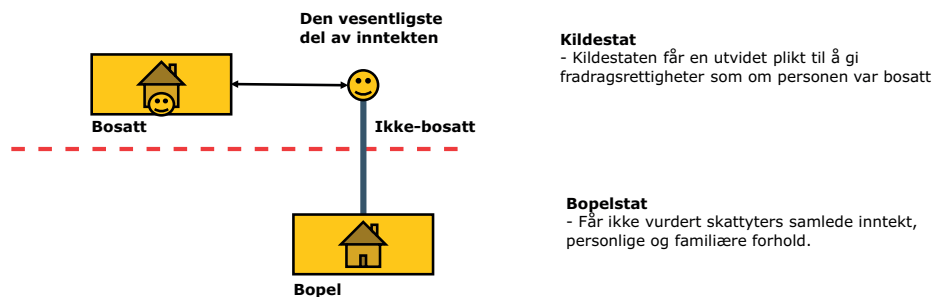 Den vesentligste
del av inntekten
Bosatt
Ikke-bosatt
Bopel
Kildestat
- Kildestaten får en utvidet plikt til å gi
fradragsrettigheter som om personen var bosatt
Bopelstat
- Får ikke vurdert skattyters samlede inntekt,
personlige og familiære forhold.